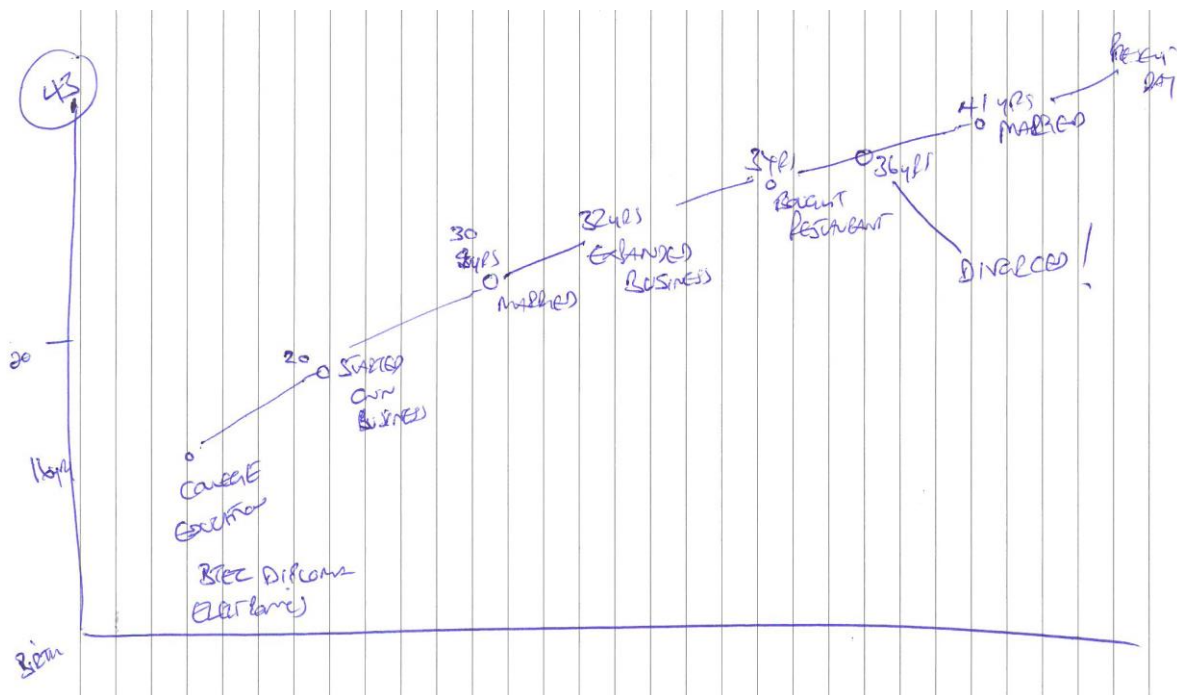 43
20
16yrs
BIRTH
COLLEGE
EDUCATION
BTEC DIPLOMA
ELECTRONICS
20
STARTED
OWN
BUSINESS
30
yrs
MARRIED
32yrs
EXPANDED
BUSINESS
34yrs
BOUGHT
RESTAURANT
36yrs
DIVERCED!
41 yrs
MARRIED
PRESENT
DAY